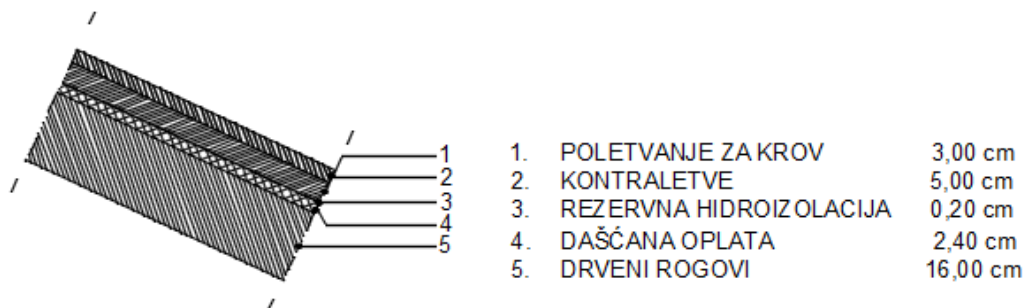 1
2
3
4
5
1. POLETVANJE ZA KROV 3,00 cm
2. KONTRALETVE 5,00 cm
3. REZERVNA HIDROIZOLACIJA 0,20 cm
4. DAŠĆANA OPLATA 2,40 cm
5. DRVENI ROGOVI 16,00 cm